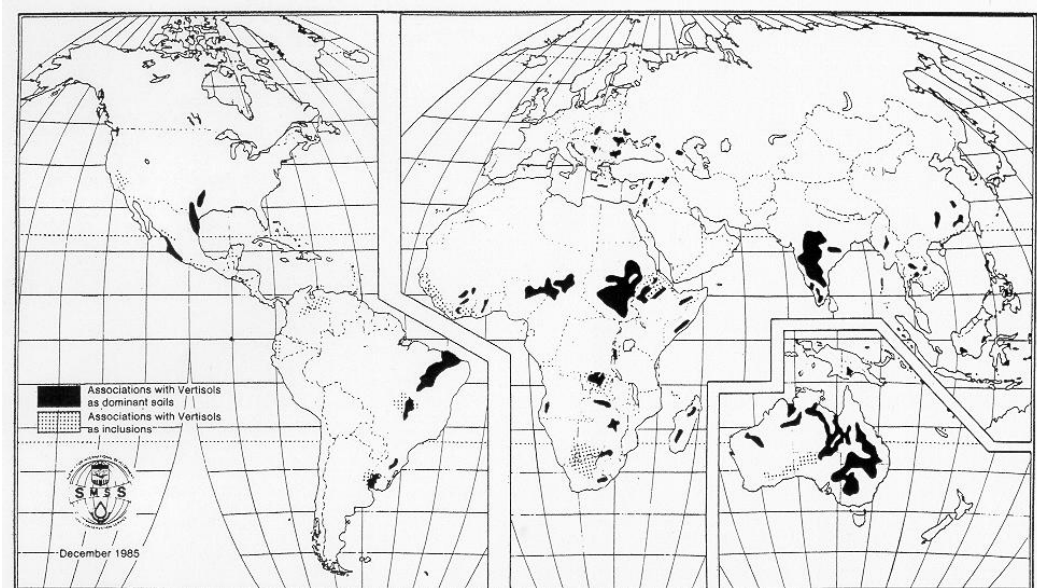 Associations with Vertisols
as dominant soils
Associations with Vertisols
as inclusions
SMSS
December 1985